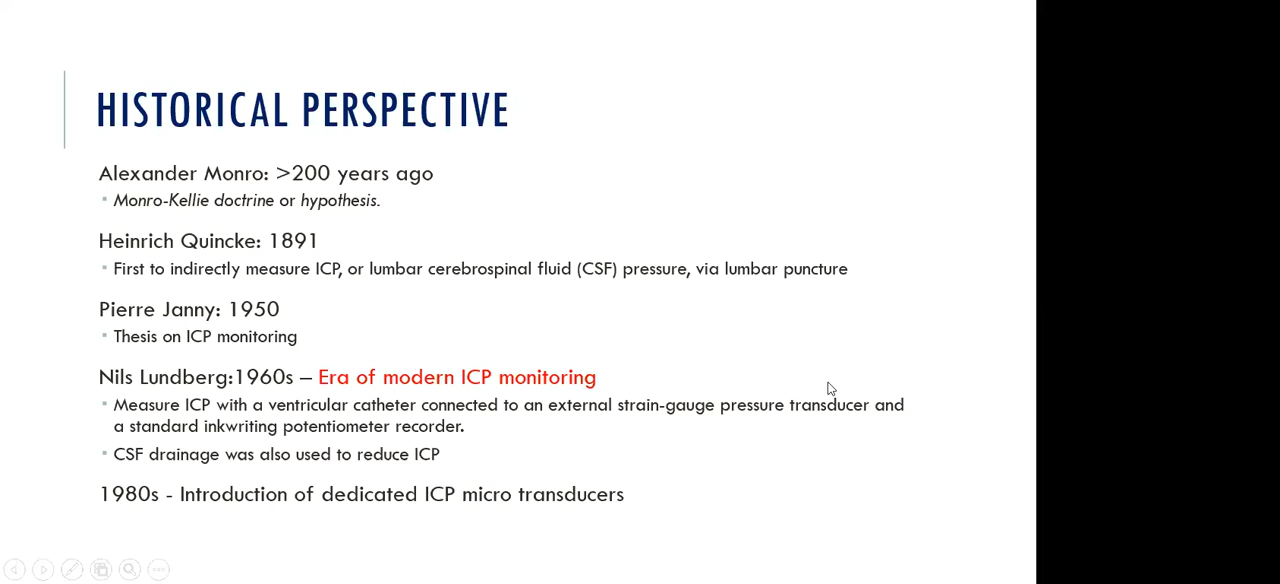 HISTORICAL PERSPECTIVE
Alexander Monro: >200 years ago
▪ Monro-Kellie doctrine or hypothesis.
Heinrich Quincke: 1891
▪ First to indirectly measure ICP, or lumbar cerebrospinal fluid (CSF) pressure, via lumbar puncture
Pierre Janny: 1950
▪ Thesis on ICP monitoring
Nils Lundberg:1960s – Era of modern ICP monitoring
▪ Measure ICP with a ventricular catheter connected to an external strain-gauge pressure transducer and
a standard inkwriting potentiometer recorder.
▪ CSF drainage was also used to reduce ICP
1980s - Introduction of dedicated ICP micro transducers